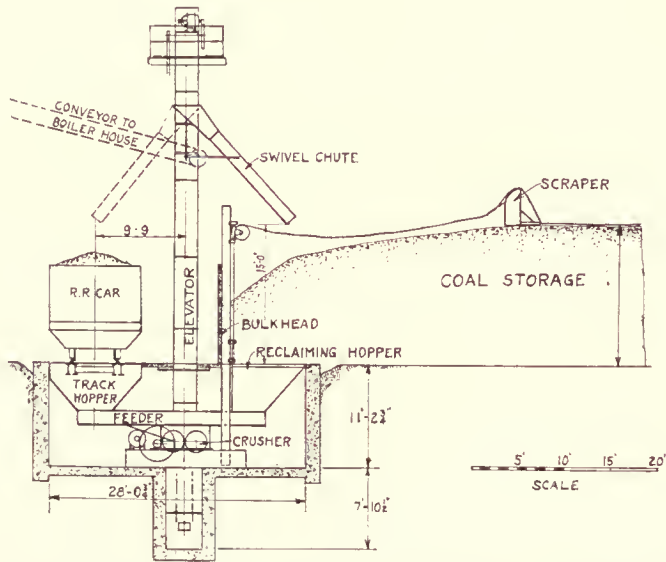 CONVEYOR TO
BOILER HOUSE
SWIVEL CHUTE
SCRAPER
9-9
15'-0"
R.R CAR
ELEVATOR
COAL STORAGE
BULKHEAD
RECLAIMING HOPPER
TRACK
HOPPER
FEEDER
CRUSHER
11'-2¾"
28'-0¾"
7'-10½"
5' 10' 15' 20'
SCALE